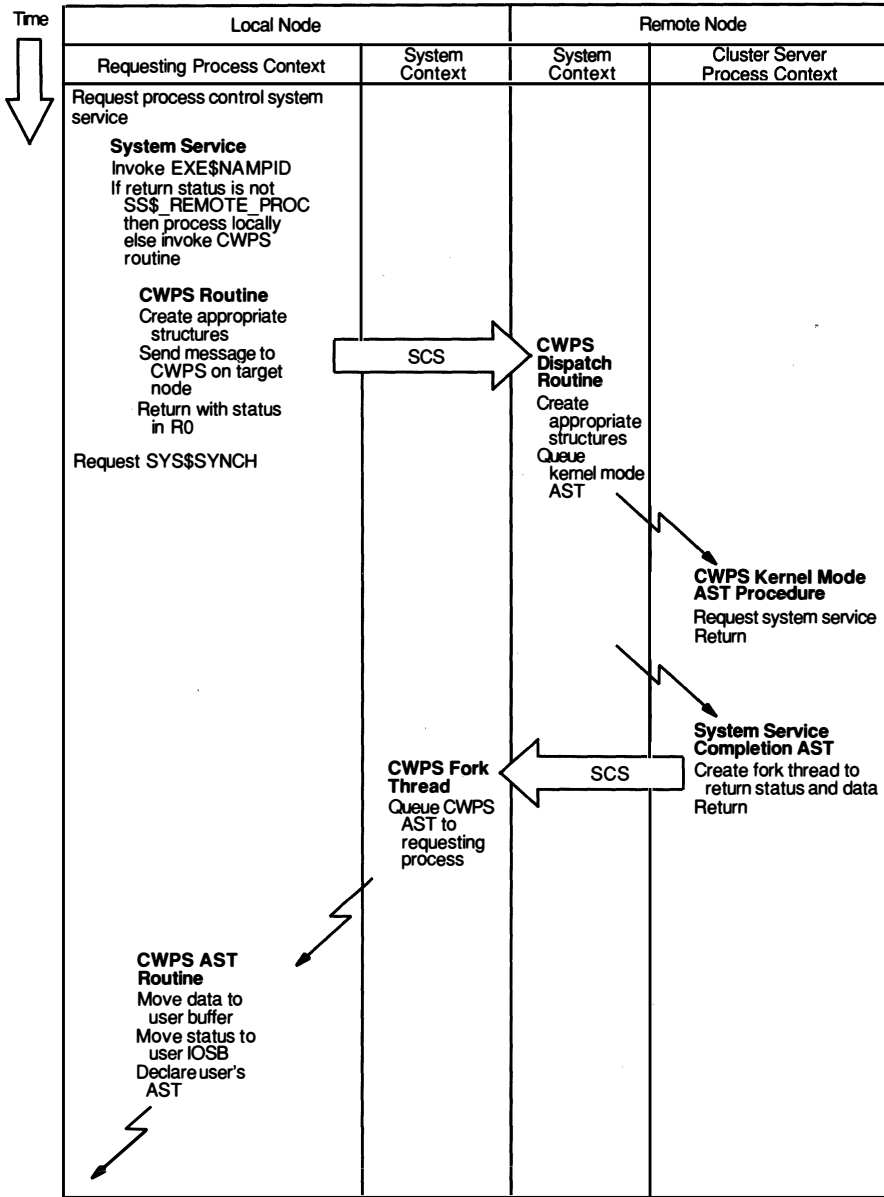 Time
Local Node
Remote Node
Requesting Process Context
System
Context
System
Context
Cluster Server
Process Context
Request process control system
service
System Service
Invoke EXE$NAMPID
If return status is not
SS$_REMOTE_PROC
then process locally
else invoke CWPS
routine
CWPS Routine
Create appropriate
structures
Send message to
CWPS on target
node
Return with status
in R0
Request SYS$SYNCH
SCS
CWPS
Dispatch
Routine
Create
appropriate
structures
Queue
kernel mode
AST
CWPS Kernel Mode
AST Procedure
Request system service
Return
System Service
Completion AST
Create fork thread to
return status and data
Return
SCS
CWPS Fork
Thread
Queue CWPS
AST to
requesting
process
CWPS AST
Routine
Move data to
user buffer
Move status to
user IOSB
Declare user's
AST